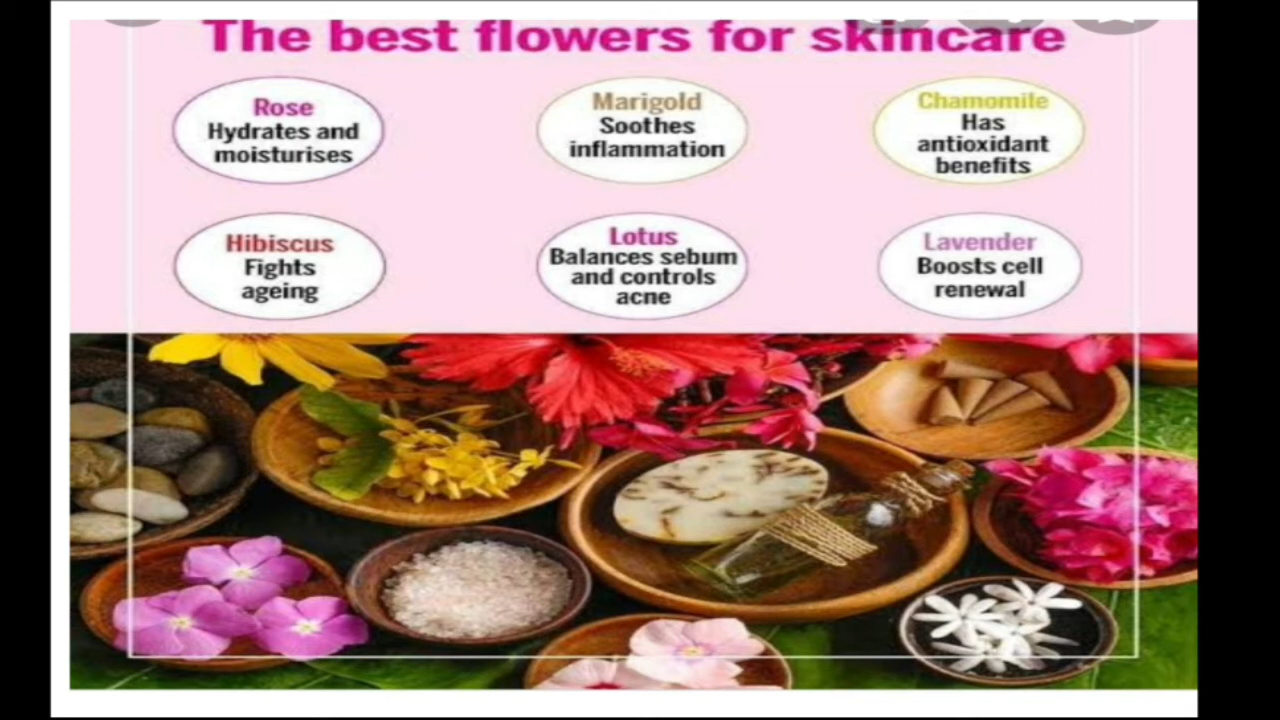 The best flowers for skincare
Rose
Hydrates and
moisturises
Marigold
Soothes
inflammation
Chamomile
Has
antioxidant
benefits
Hibiscus
Fights
ageing
Lotus
Balances sebum
and controls
acne
Lavender
Boosts cell
renewal